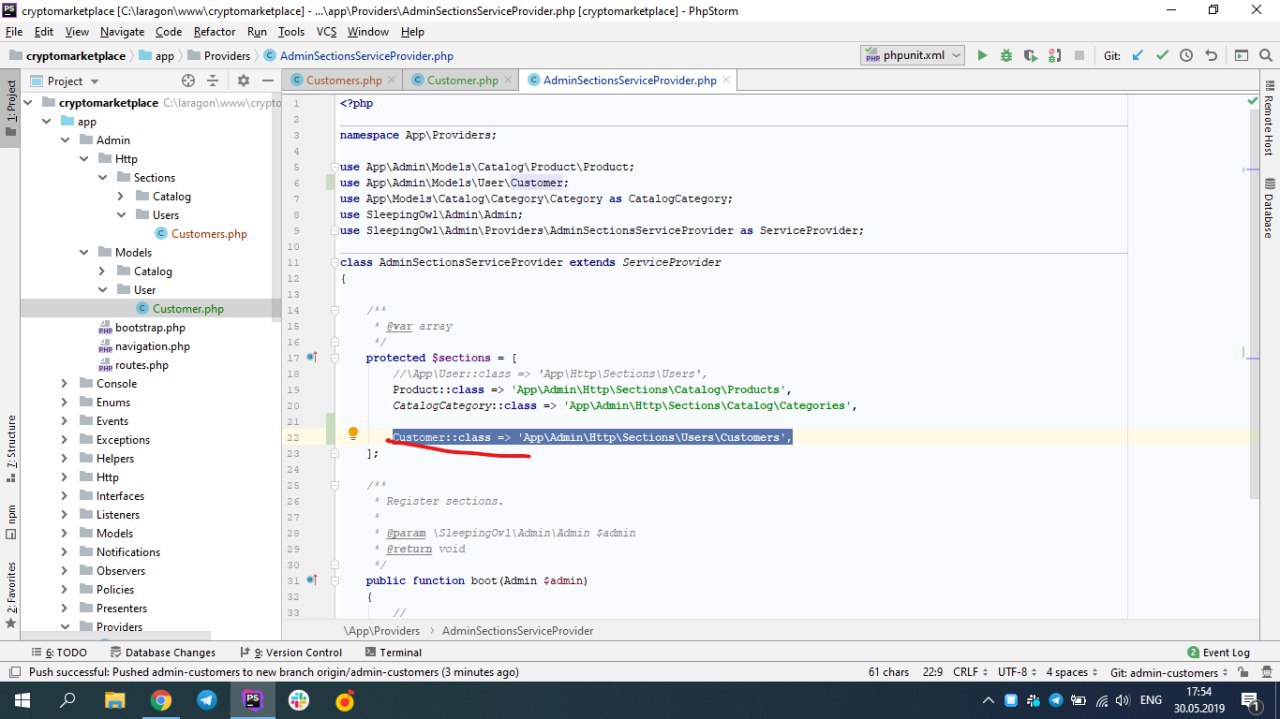 cryptomarketplace [C:\laragon\www\cryptomarketplace] - ...\app\Providers\AdminSectionsServiceProvider.php [cryptomarketplace] - PhpStorm
File Edit View Navigate Code Refactor Run Tools VCS Window Help
cryptomarketplace app Providers AdminSectionsServiceProvider.php phpunit.xml Git:
Project Customers.php Customer.php AdminSectionsServiceProvider.php
1: Project
Z: Structure
npm
2: Favorites
cryptomarketplace C:\laragon\www\crypto
app
Admin
Http
Sections
Catalog
Users
Customers.php
Models
Catalog
User
Customer.php
bootstrap.php
navigation.php
routes.php
Console
Enums
Events
Exceptions
Helpers
Http
Interfaces
Listeners
Models
Notifications
Observers
Policies
Presenters
Providers
1 <?php
2
3 namespace App\Providers;
4
5 use App\Admin\Models\Catalog\Product\Product;
6 use App\Admin\Models\User\Customer;
7 use App\Models\Catalog\Category\Category as CatalogCategory;
8 use SleepingOwl\Admin\Admin;
9 use SleepingOwl\Admin\Providers\AdminSectionsServiceProvider as ServiceProvider;
10
11 class AdminSectionsServiceProvider extends ServiceProvider
12 {
13
14 /**
15 * @var array
16 */
17 protected $sections = [
18 //\App\User::class => 'App\Http\Sections\Users',
19 Product::class => 'App\Admin\Http\Sections\Catalog\Products',
20 CatalogCategory::class => 'App\Admin\Http\Sections\Catalog\Categories',
21
22 Customer::class => 'App\Admin\Http\Sections\Users\Customers',
23 ];
24
25 /**
26 * Register sections.
27 *
28 * @param \SleepingOwl\Admin\Admin $admin
29 * @return void
30 */
31 public function boot(Admin $admin)
32 {
33 //
Remote Host
Database
\App\Providers AdminSectionsServiceProvider
6: TODO Database Changes 9: Version Control Terminal 2 Event Log
Push successful: Pushed admin-customers to new branch origin/admin-customers (3 minutes ago) 61 chars 22:9 CRLF UTF-8 4 spaces Git: admin-customers
ENG 17:54
30.05.2019 1